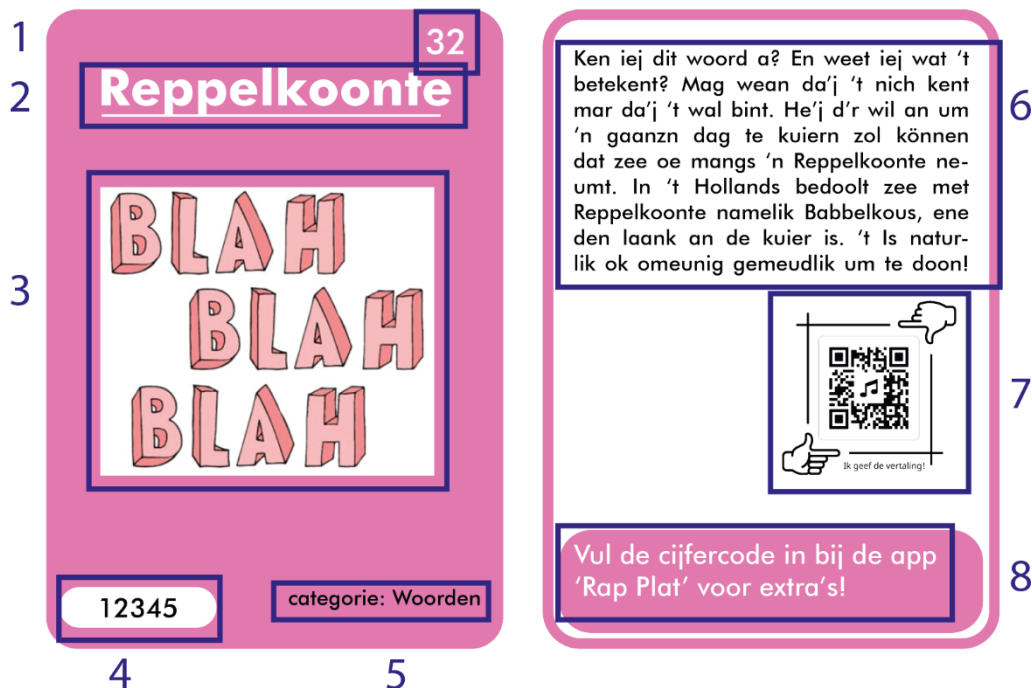 1
32
2
Reppelkoonte
3
BLAH
BLAH
BLAH
12345
categorie: Woorden
4
5
Ken iej dit woord a? En weet iej wat ‘t
betekent? Mag wean da’j ‘t nich kent
mar da’j ‘t wal bint. He’j d’r wil an um
‘n gaanzn dag te kuiern zol können
dat zee oe mangs ‘n Reppelkoonte ne-
umt. In ‘t Hollands bedoolt zee met
Reppelkoonte namelik Babbelkous, ene
den laank an de kuier is. ‘t Is natur-
lik ok omeunig gemeudlik um te doon!
6
7
Ik geef de vertaling!
Vul de cijfercode in bij de app
‘Rap Plat’ voor extra’s!
8